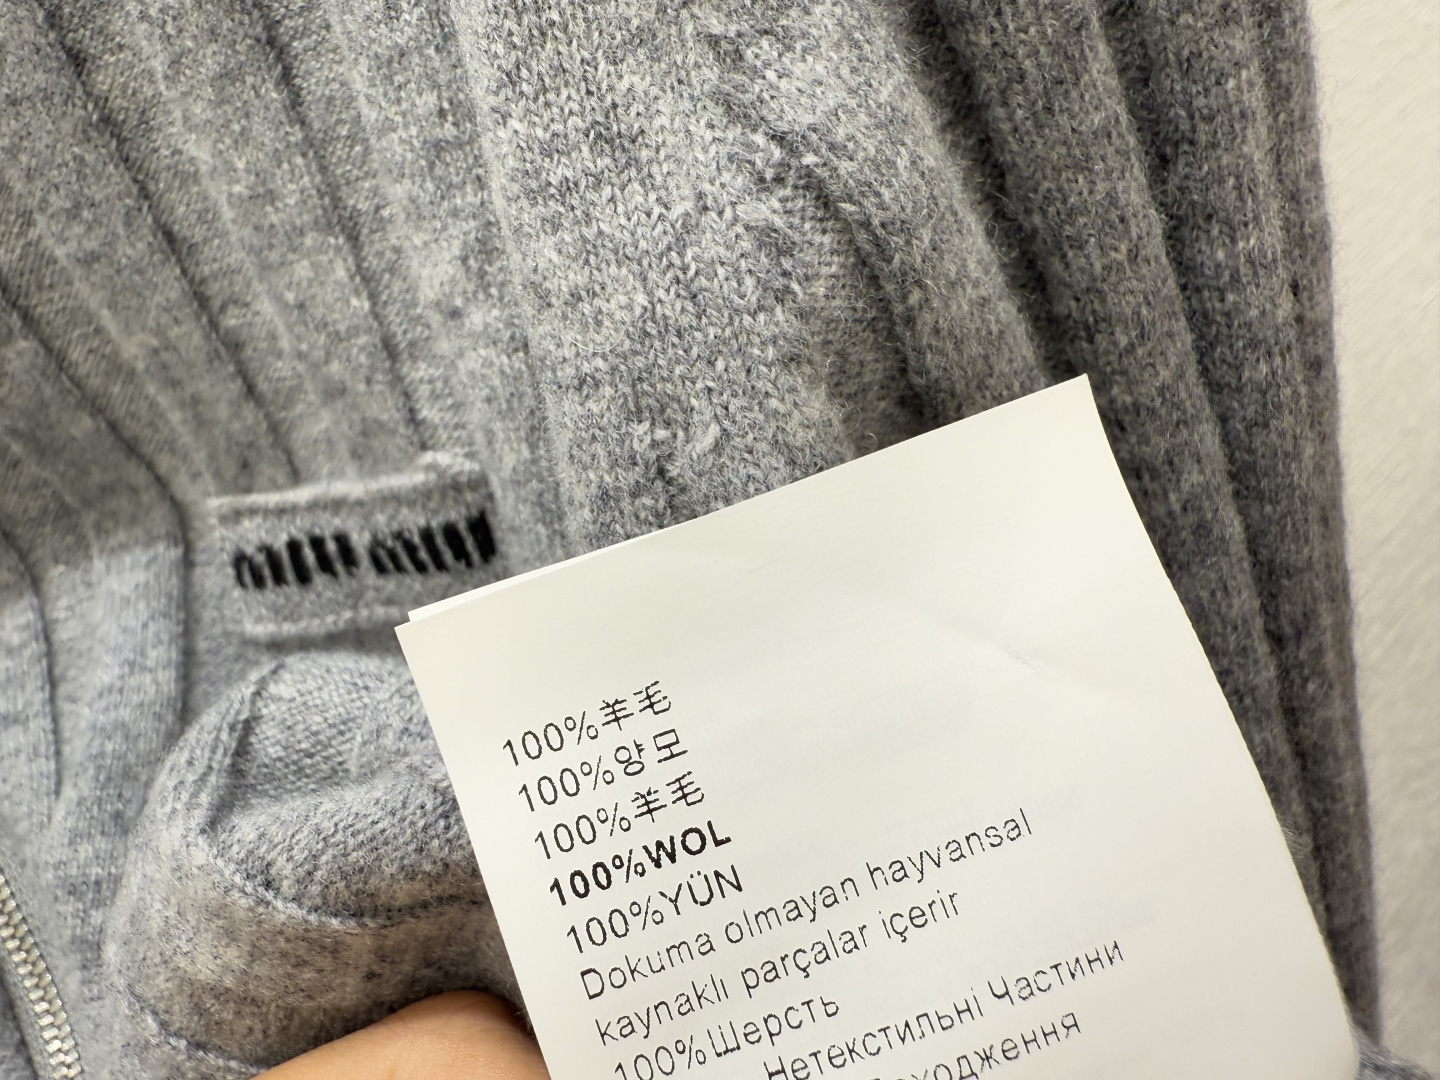 100%羊毛
100%양모
100%羊毛
100%WOL
100%YÜN
Dokuma olmayan hayvansal
kaynaklı parçalar içerir
100%Шерсть
Нетекстильні Частини